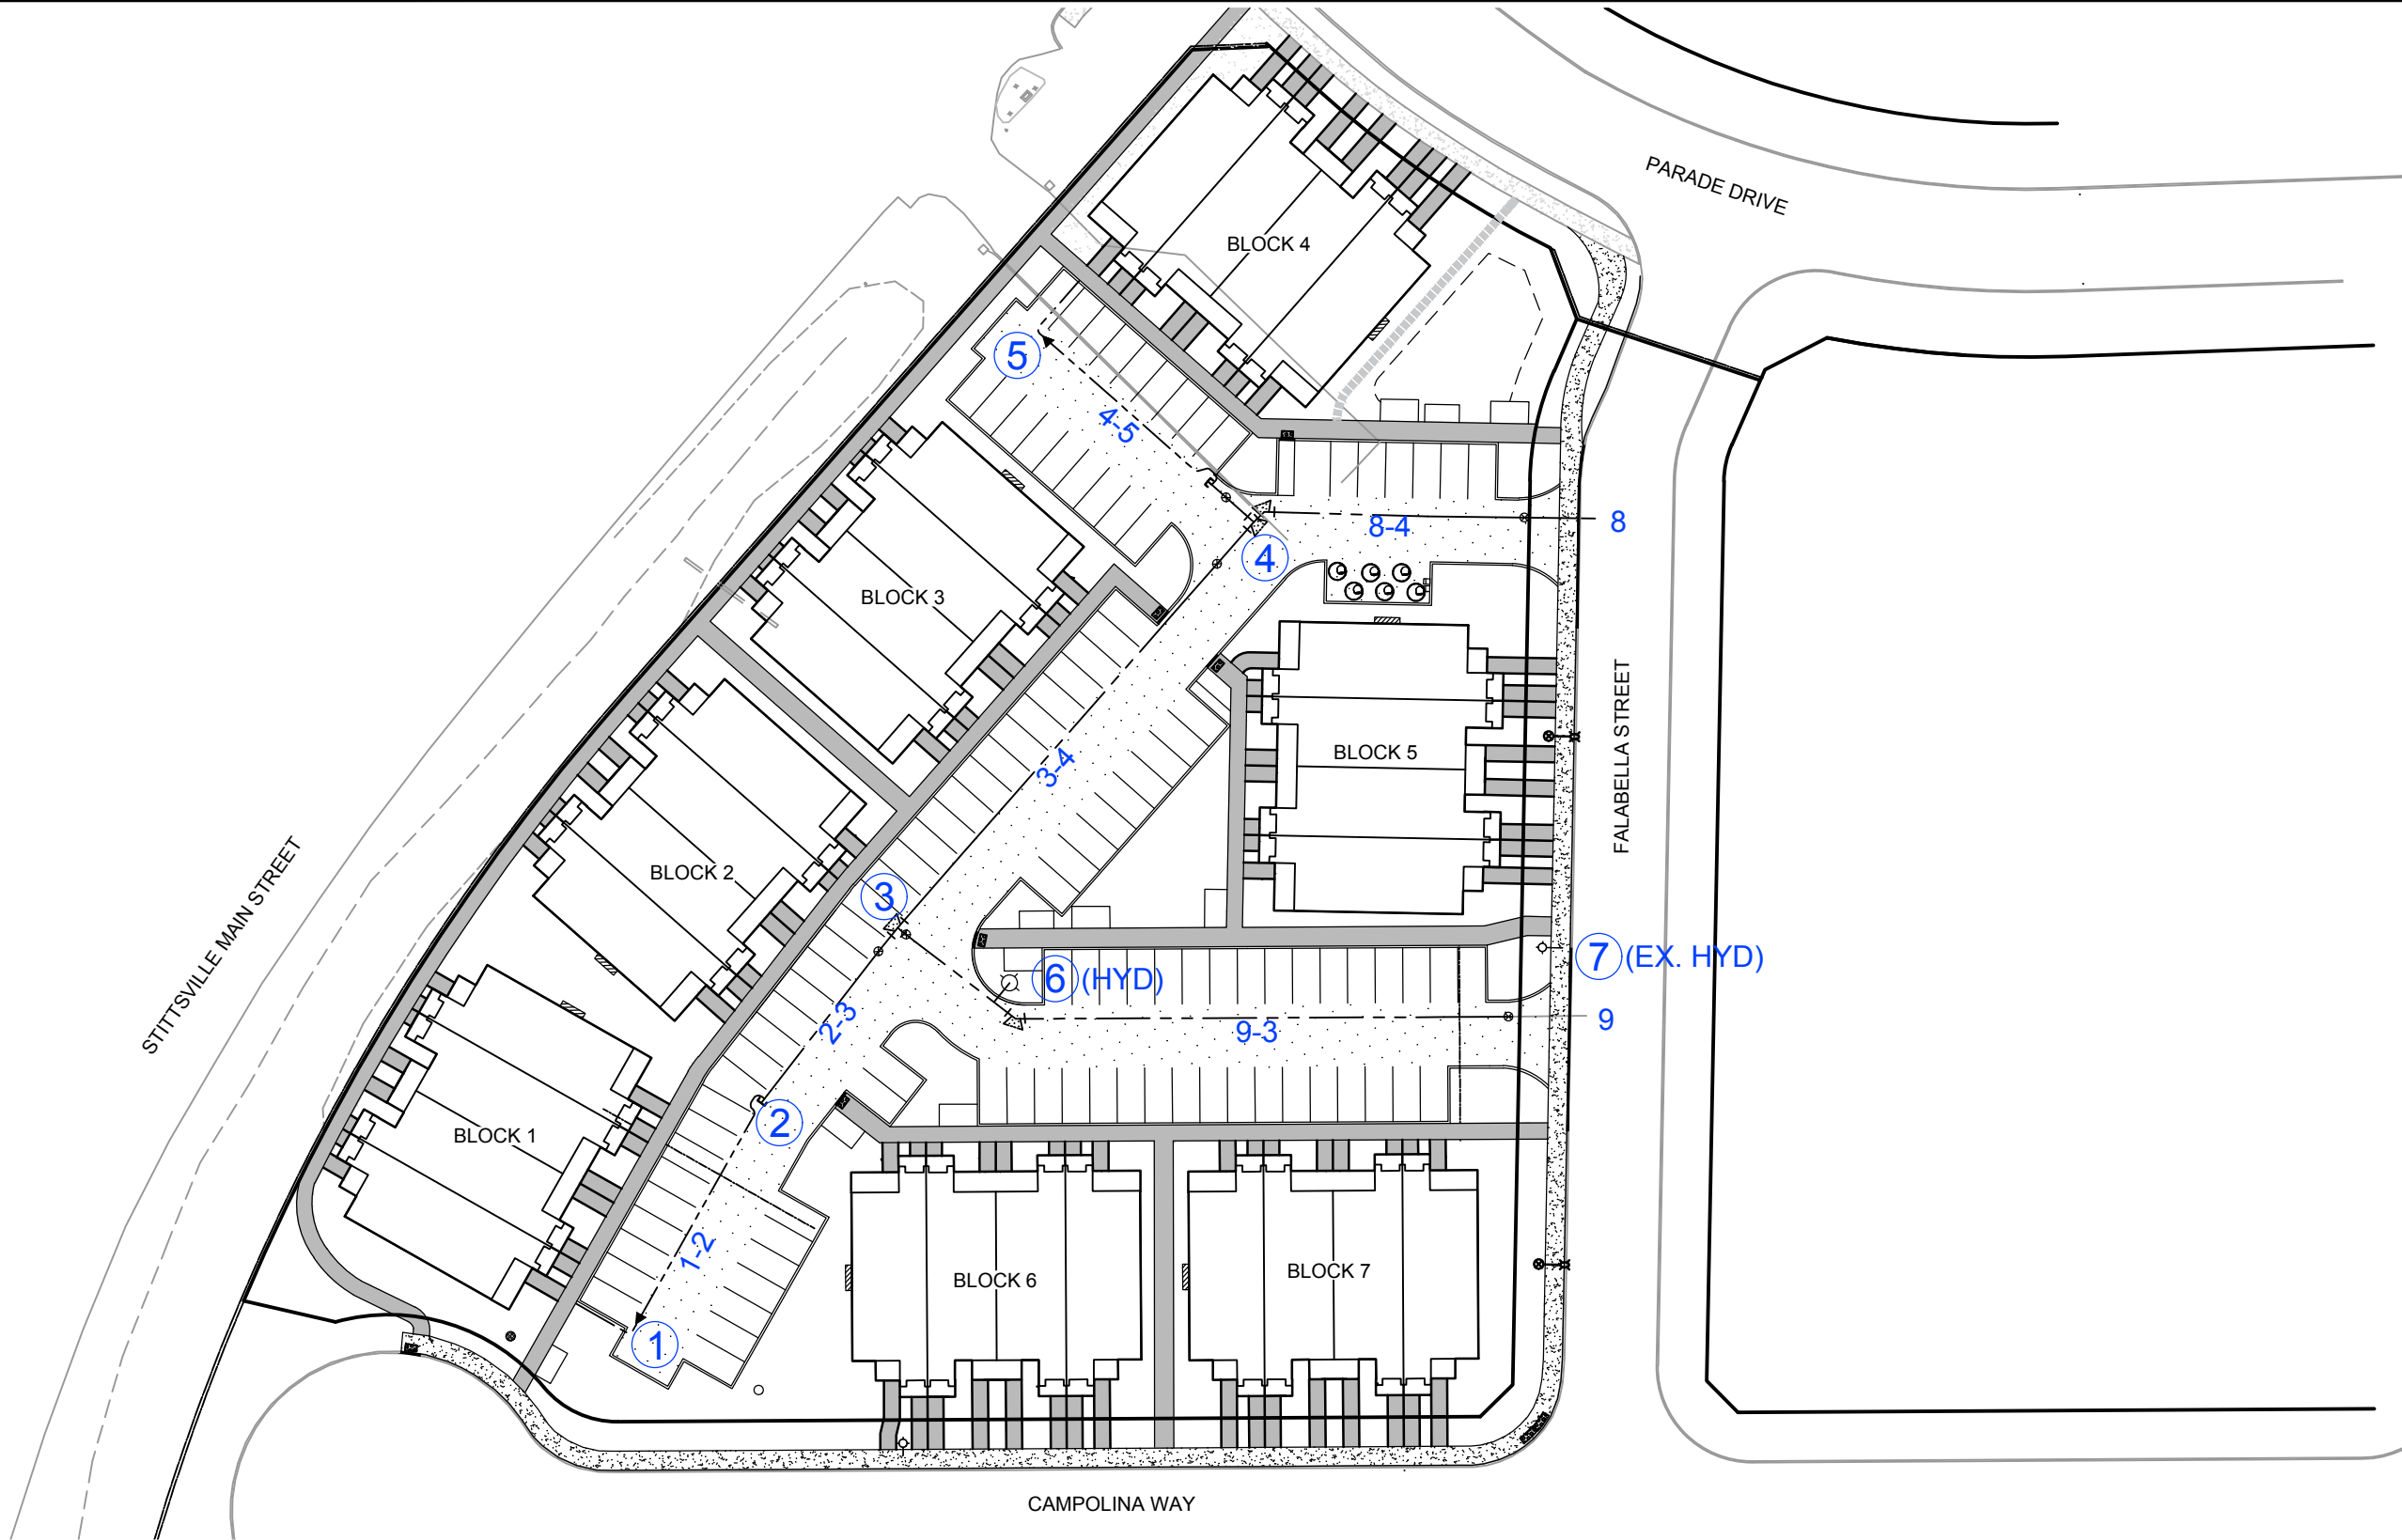 PARADE DRIVE
BLOCK 4
5
4-5
8-4
8
4
BLOCK 3
3-4
BLOCK 5
FALABELLA STREET
STITTSVILLE MAIN STREET
BLOCK 2
3
6 (HYD)
7 (EX. HYD)
2-3
9-3
9
2
BLOCK 1
1-2
BLOCK 6
BLOCK 7
1
CAMPOLINA WAY